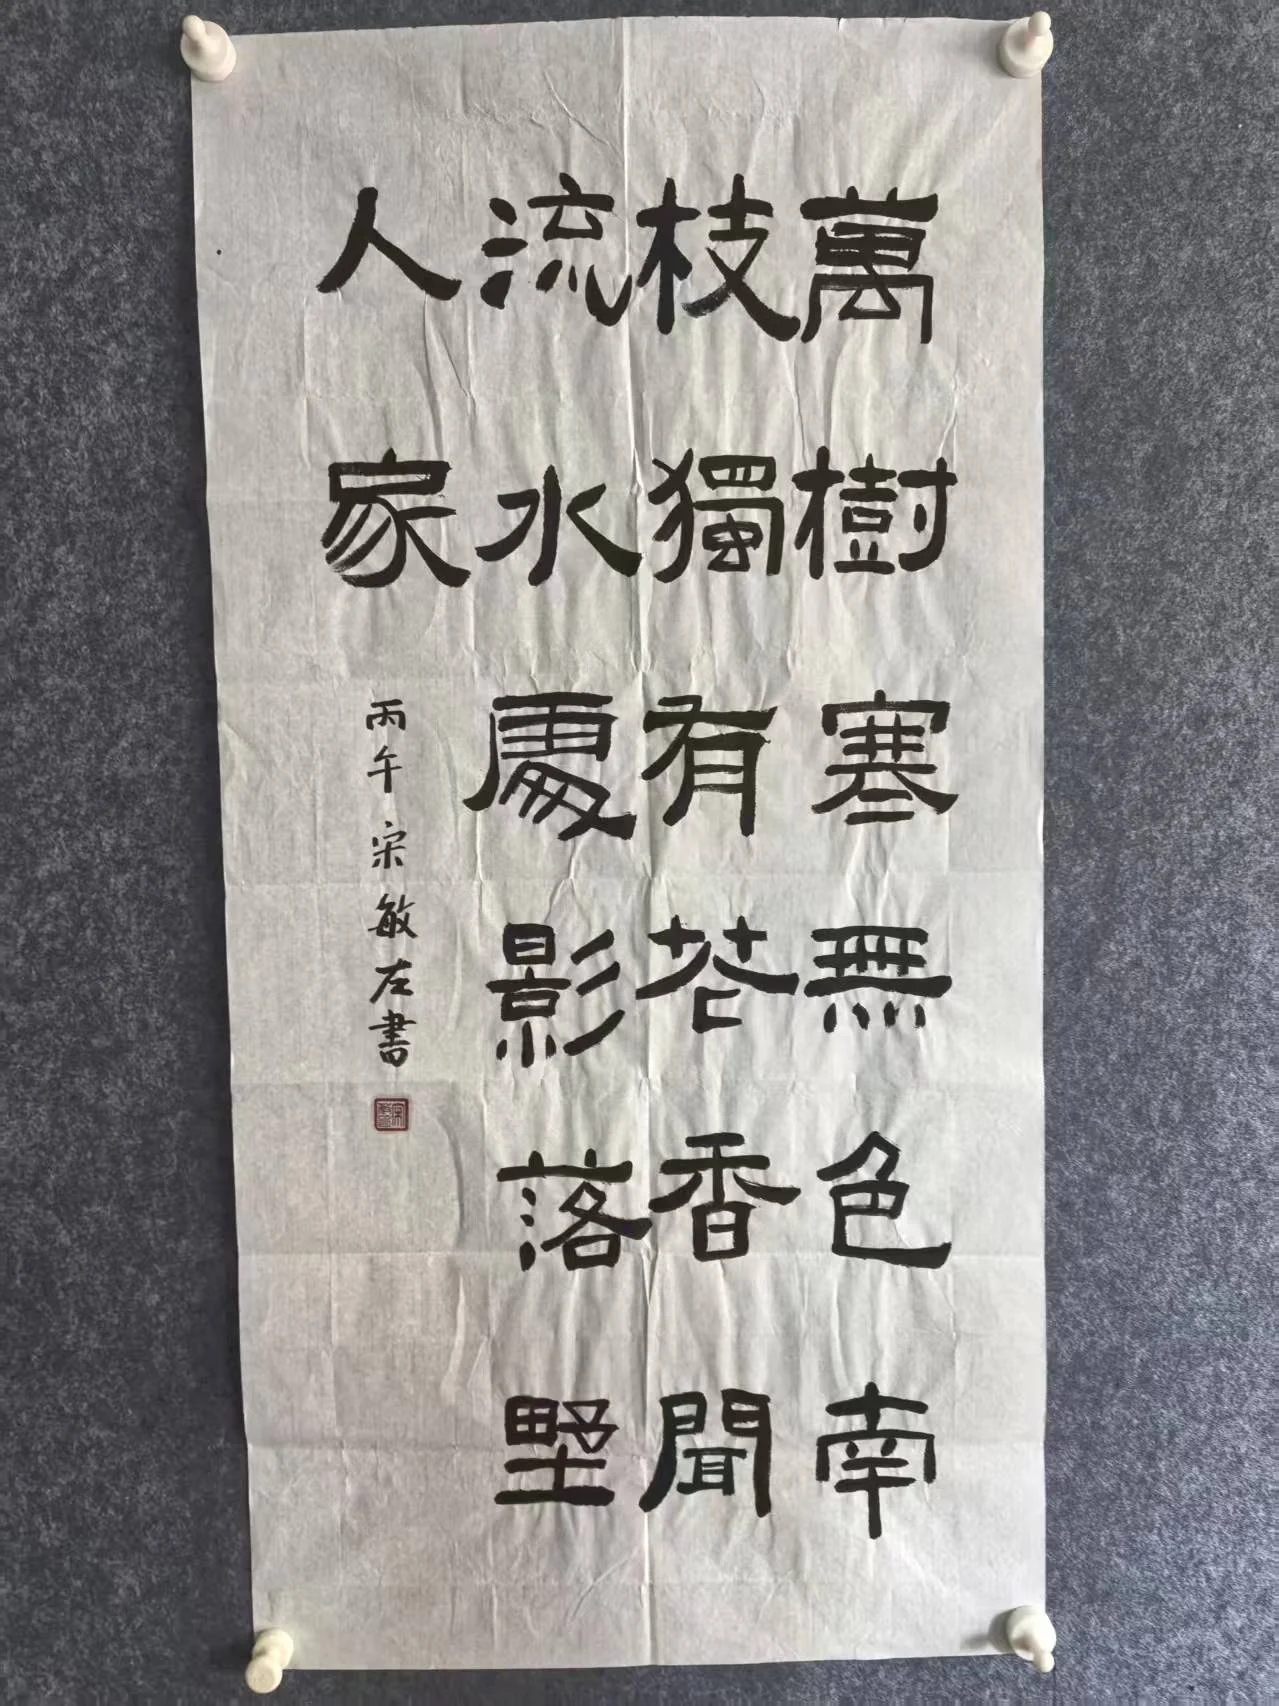 萬樹寒無色南
枝獨有花香聞
流水處影落野
人家
丙午宋敏左書